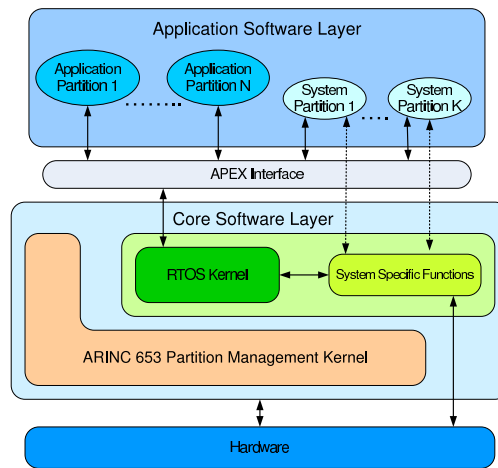 Application Software Layer
Application
Partition 1
Application
Partition N
System
Partition 1
System
Partition K
APEX Interface
Core Software Layer
RTOS Kernel
System Specific Functions
ARINC 653 Partition Management Kernel
Hardware